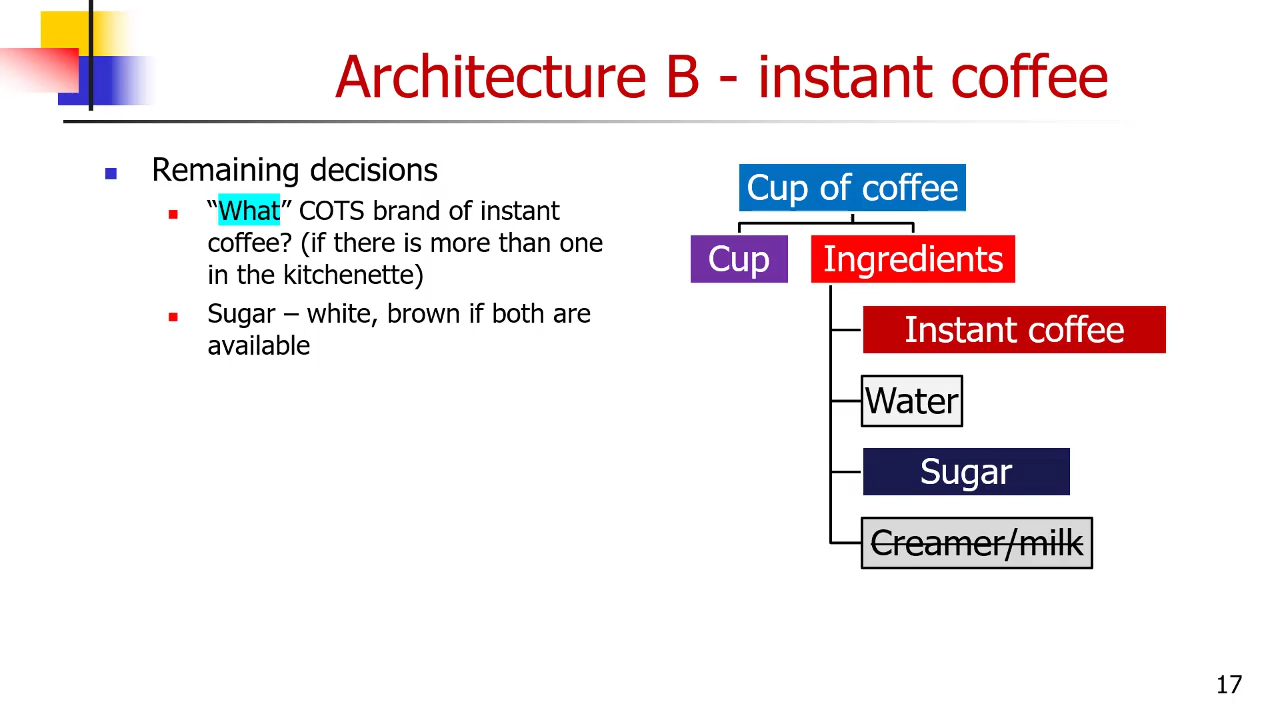 Architecture B - instant coffee
Remaining decisions
“What” COTS brand of instant
coffee? (if there is more than one
in the kitchenette)
Sugar – white, brown if both are
available
Cup of coffee
Cup
Ingredients
Instant coffee
Water
Sugar
Creamer/milk
17